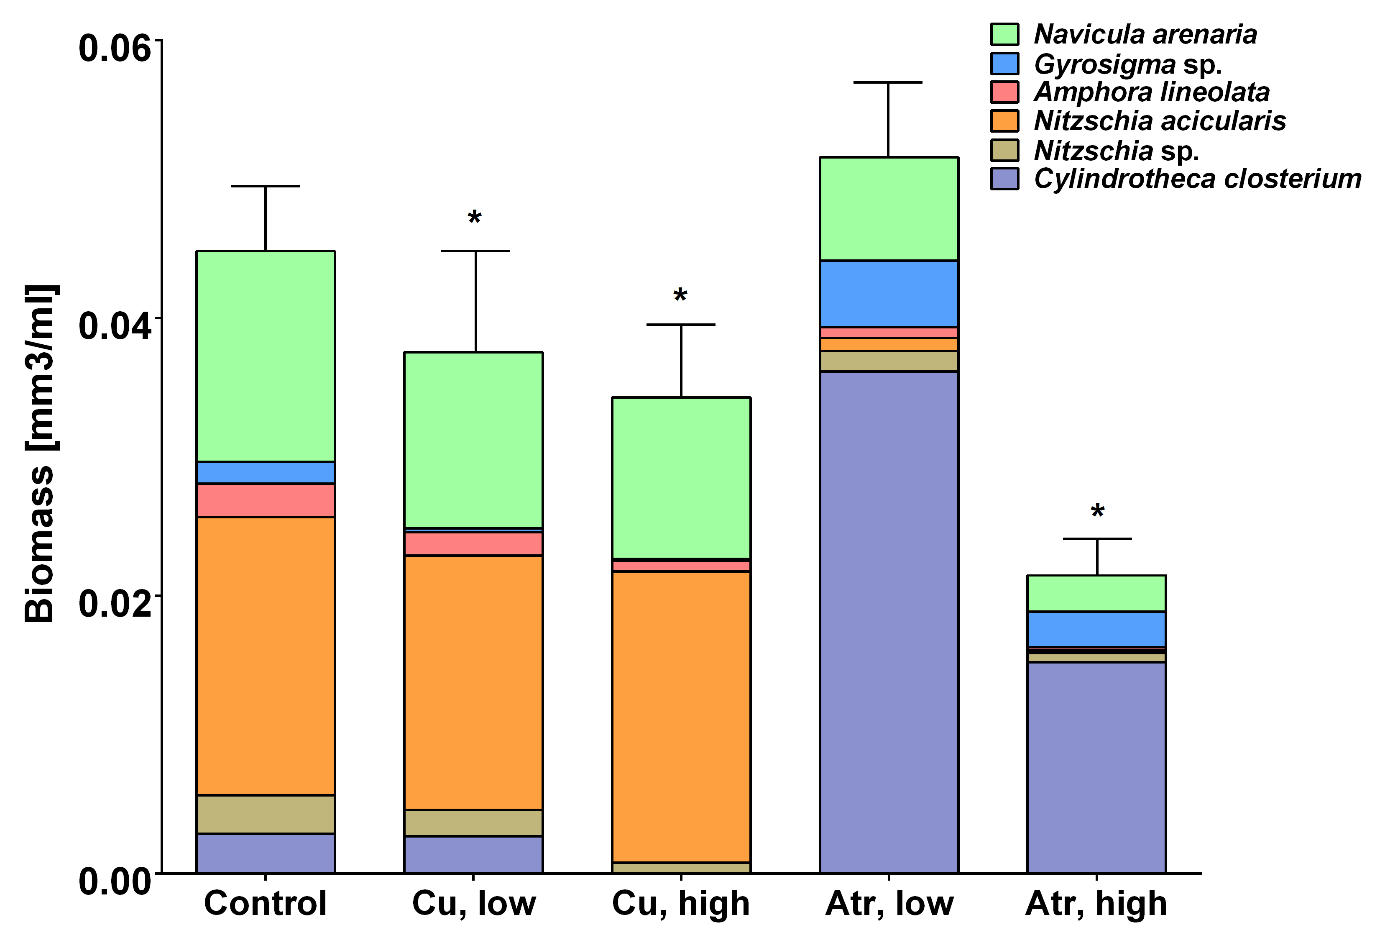 Navicula arenaria
Gyrosigma sp.
Amphora lineolata
Nitzschia acicularis
Nitzschia sp.
Cylindrotheca closterium
Biomass [mm3/ml]
0.06
0.04
0.02
0.00
*
*
*
Control
Cu, low
Cu, high
Atr, low
Atr, high